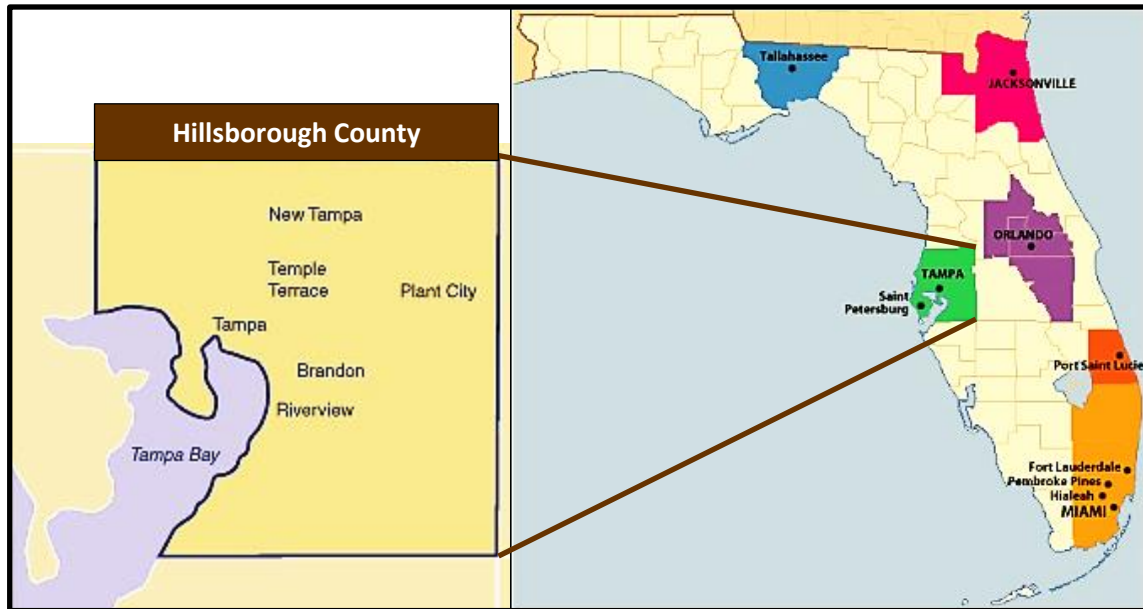 Hillsborough County
New Tampa
Temple
Terrace
Plant City
Tampa
Brandon
Riverview
Tampa Bay
Tallahassee
JACKSONVILLE
ORLANDO
TAMPA
Saint
Petersburg
Port Saint Lucie
Fort Lauderdale
Pembroke Pines
Hialeah
MIAMI